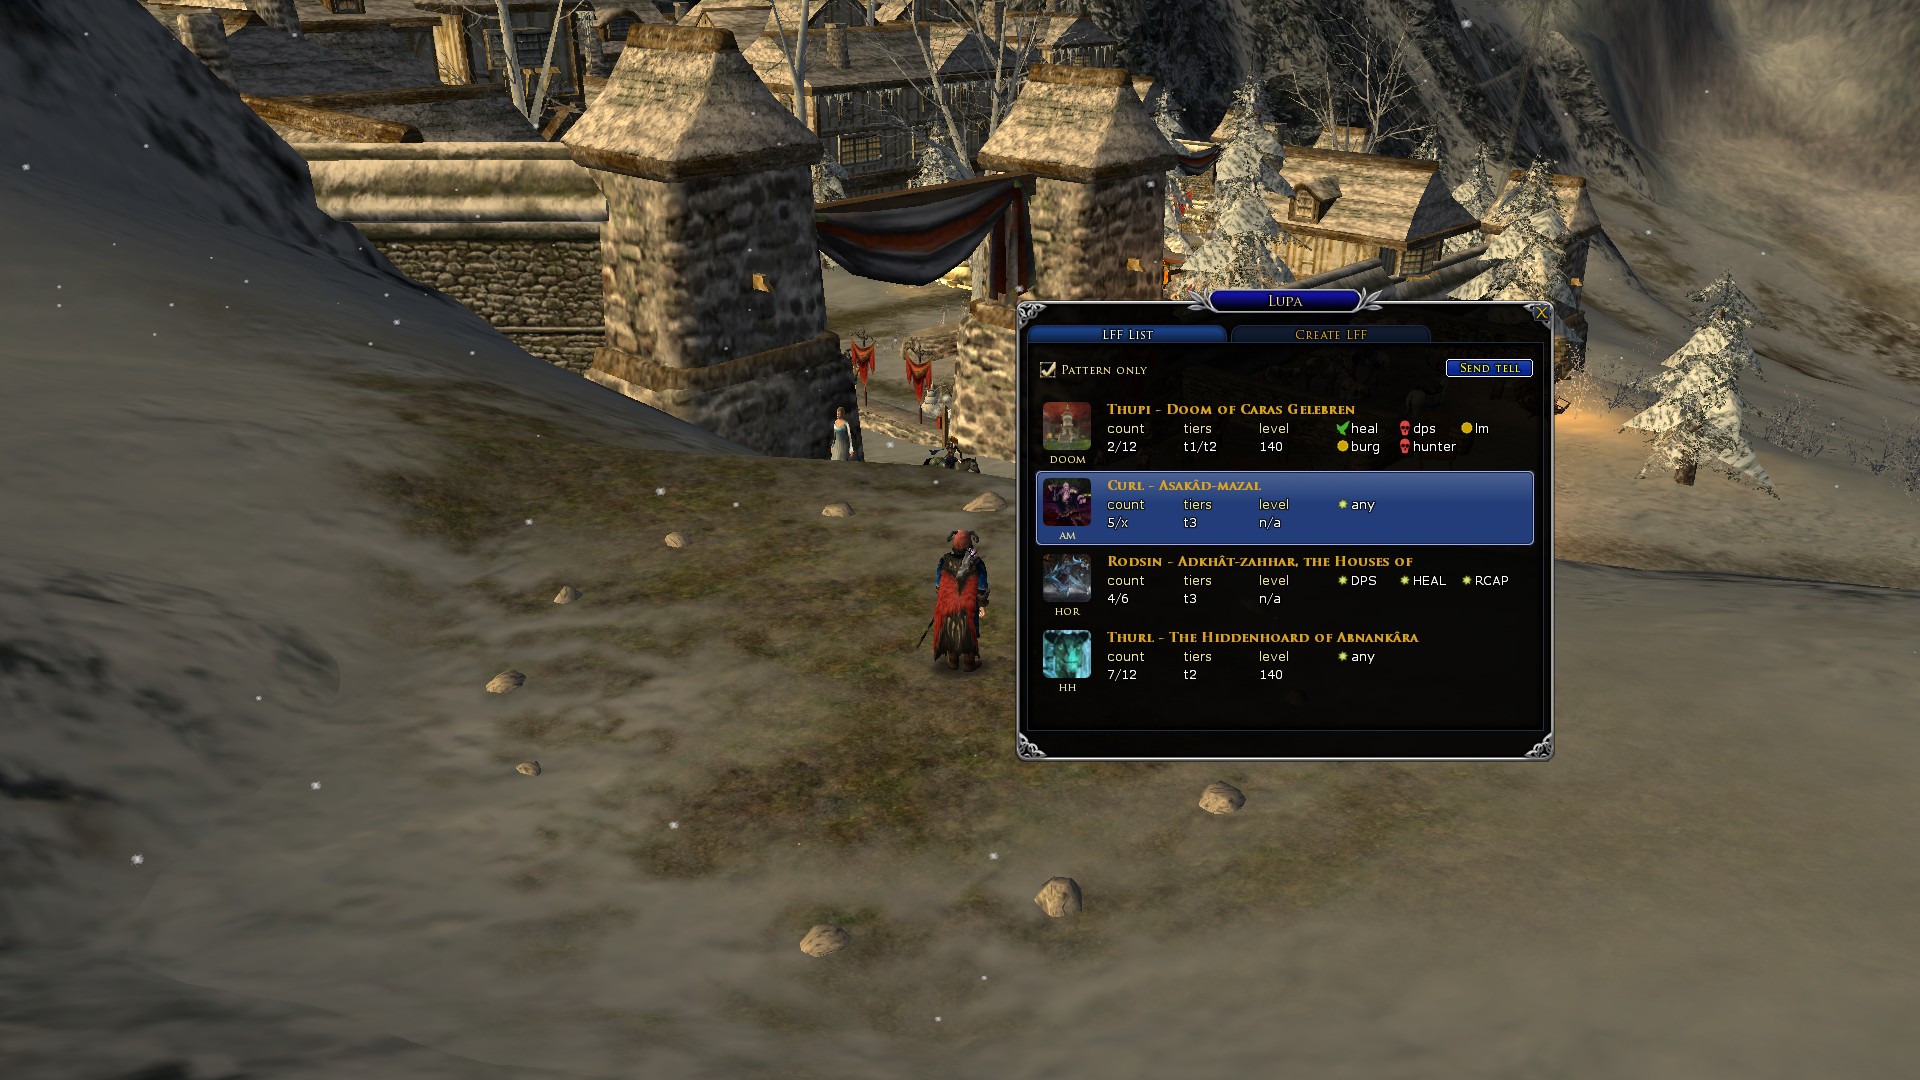 Lupa
X
LFF List
Create LFF
Pattern only
Send tell
Thupi - Doom of Caras Gelebren
count tiers level heal dps lm
2/12 t1/t2 140 burg hunter
DOOM
Curl - Asakâd-mazal
count tiers level any
5/x t3 n/a
AM
Rodsin - Adkhât-zahhar, the Houses of
count tiers level DPS HEAL RCAP
4/6 t3 n/a
HOR
Thurl - The Hiddenhoard of Abnankâra
count tiers level any
7/12 t2 140
HH